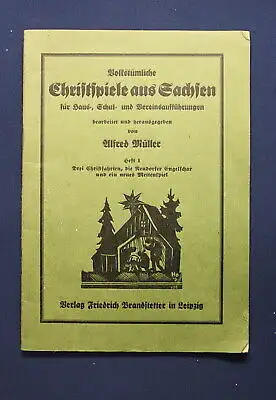 Volkstümliche
Christspiele aus Sachsen
für Haus-, Schul- und Vereinsaufführungen
bearbeitet und herausgegeben
von
Alfred Müller
Heft 1
Drei Christfahrten, die Neudorfer Engelschar
und ein neues Mettenspiel
Verlag Friedrich Brandstetter in Leipzig